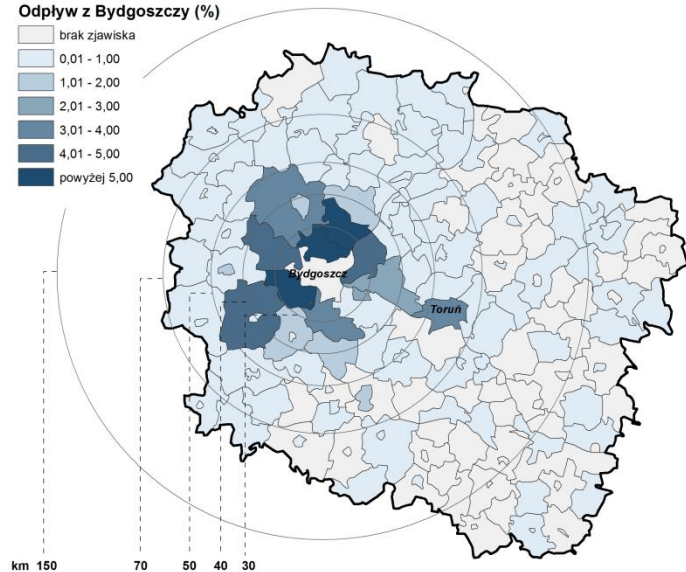 Odpływ z Bydgoszczy (%)
brak zjawiska
0,01 - 1,00
1,01 - 2,00
2,01 - 3,00
3,01 - 4,00
4,01 - 5,00
powyżej 5,00
Bydgoszcz
Toruń
km 150 70 50 40 30